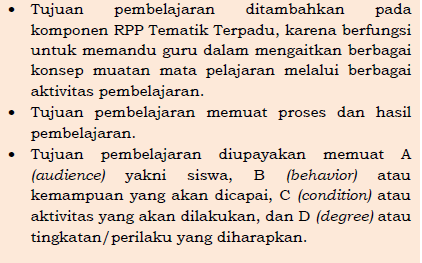 • Tujuan pembelajaran ditambahkan pada
komponen RPP Tematik Terpadu, karena berfungsi
untuk memandu guru dalam mengaitkan berbagai
konsep muatan mata pelajaran melalui berbagai
aktivitas pembelajaran.
• Tujuan pembelajaran memuat proses dan hasil
pembelajaran.
• Tujuan pembelajaran diupayakan memuat A
(audience) yakni siswa, B (behavior) atau
kemampuan yang akan dicapai, C (condition) atau
aktivitas yang akan dilakukan, dan D (degree) atau
tingkatan/perilaku yang diharapkan.